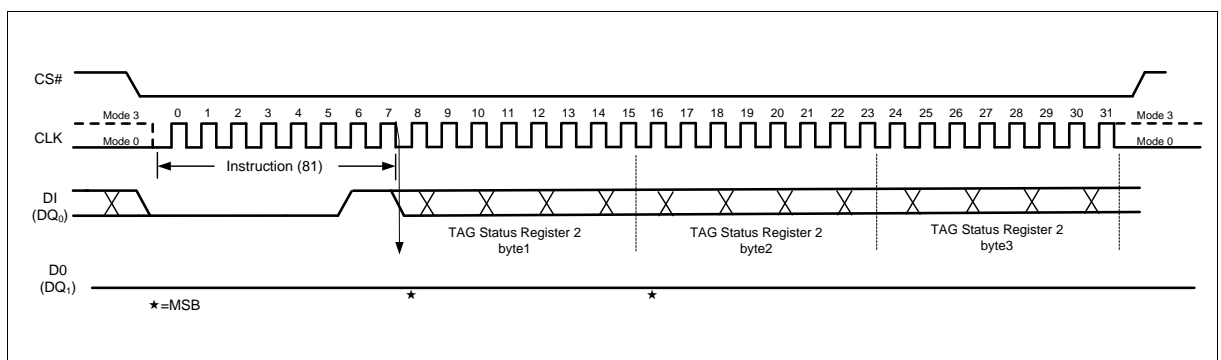 CS#
Mode 3
0 1 2 3 4 5 6 7 8 9 10 11 12 13 14 15 16 17 18 19 20 21 22 23 24 25 26 27 28 29 30 31
Mode 3
CLK
Mode 0
Mode 0
Instruction (81)
DI
(DQ0)
TAG Status Register 2
byte1
TAG Status Register 2
byte2
TAG Status Register 2
byte3
D0
(DQ1)
★=MSB
★
★